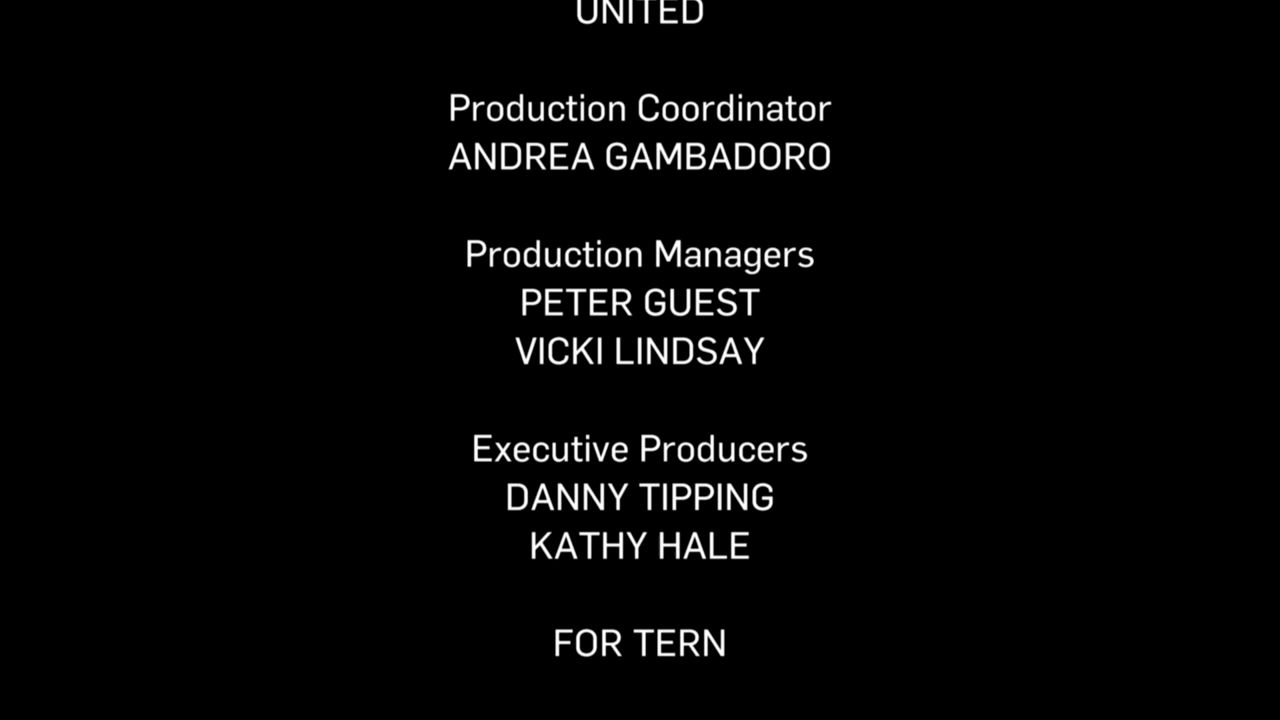 UNITED
Production Coordinator
ANDREA GAMBADORO
Production Managers
PETER GUEST
VICKI LINDSAY
Executive Producers
DANNY TIPPING
KATHY HALE
FOR TERN